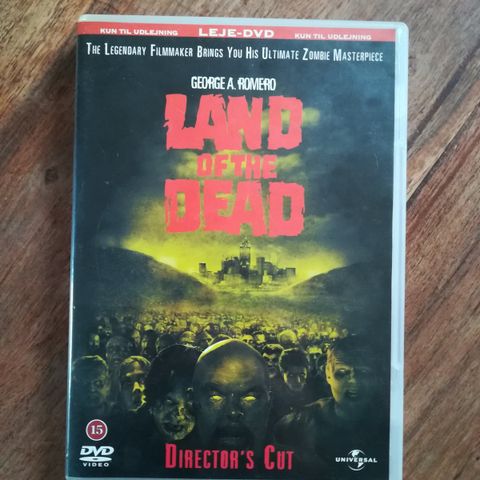 KUN TIL UDLEJNING LEJE-DVD KUN TIL UDLEJNING
THE LEGENDARY FILMMAKER BRINGS YOU HIS ULTIMATE ZOMBIE MASTERPIECE
GEORGE A. ROMERO
LAND
OF THE
DEAD
15
DVD
VIDEO
DIRECTOR'S CUT
UNIVERSAL